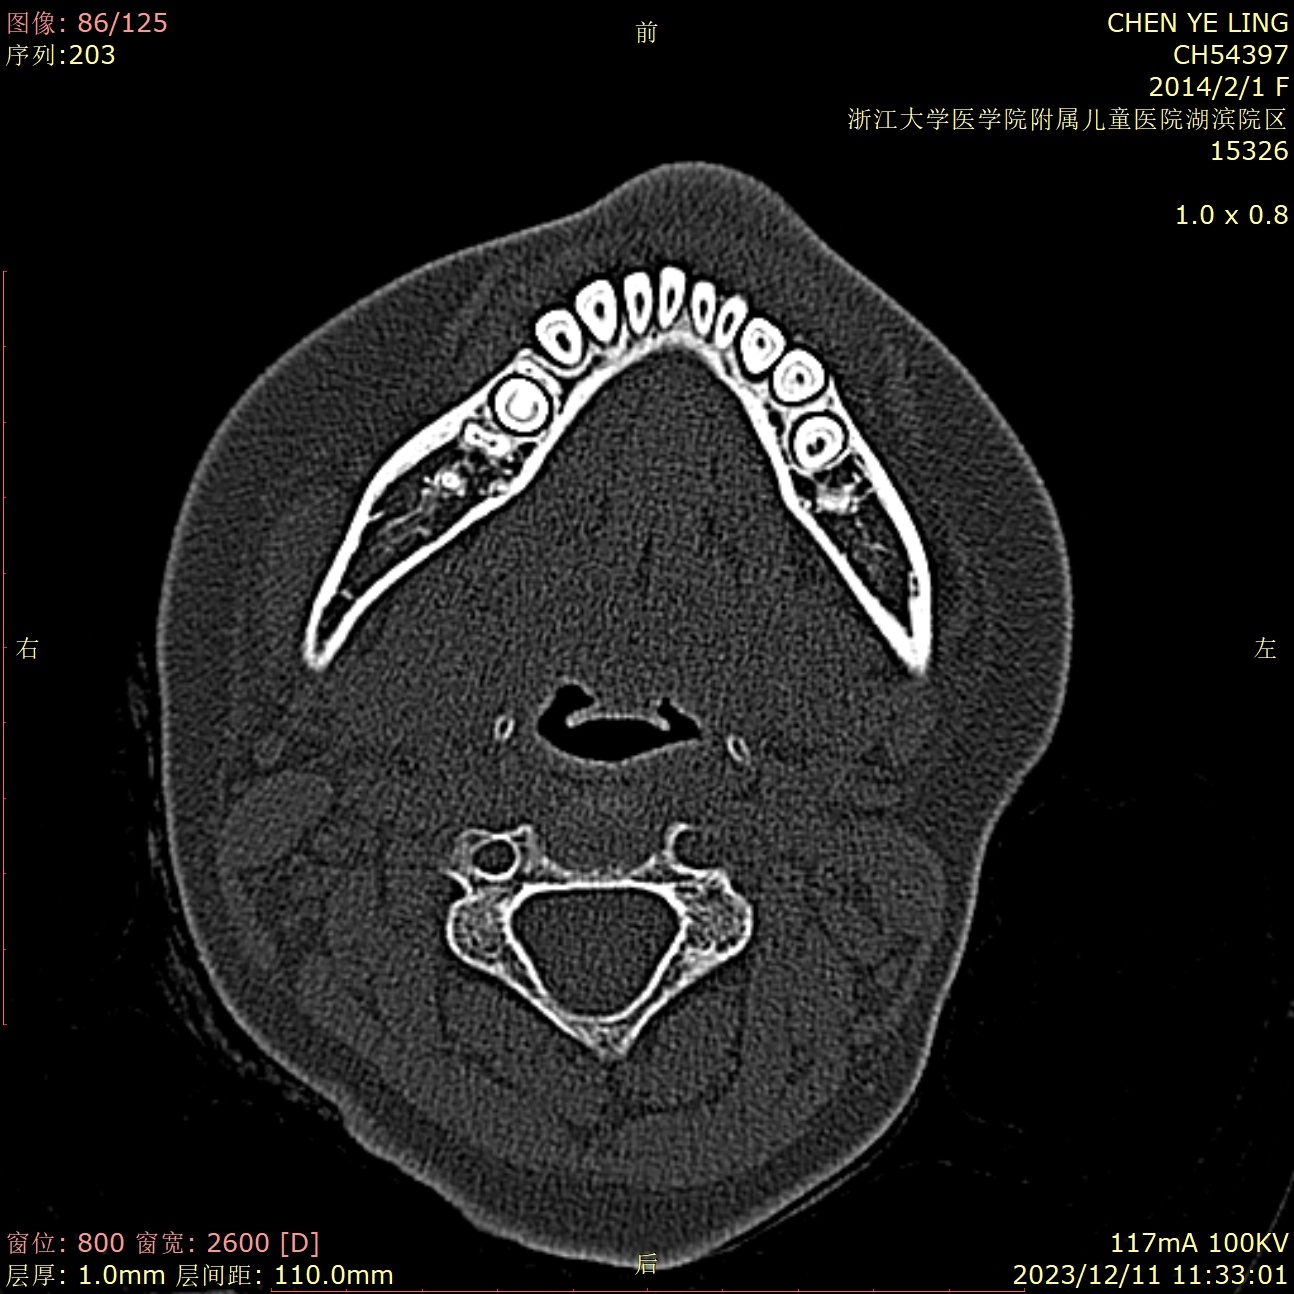 图像: 86/125
序列:203
前
CHEN YE LING
CH54397
2014/2/1 F
浙江大学医学院附属儿童医院湖滨院区
15326
1.0 x 0.8
右
左
窗位: 800 窗宽: 2600 [D]
层厚: 1.0mm 层间距: 110.0mm
后
117mA 100KV
2023/12/11 11:33:01